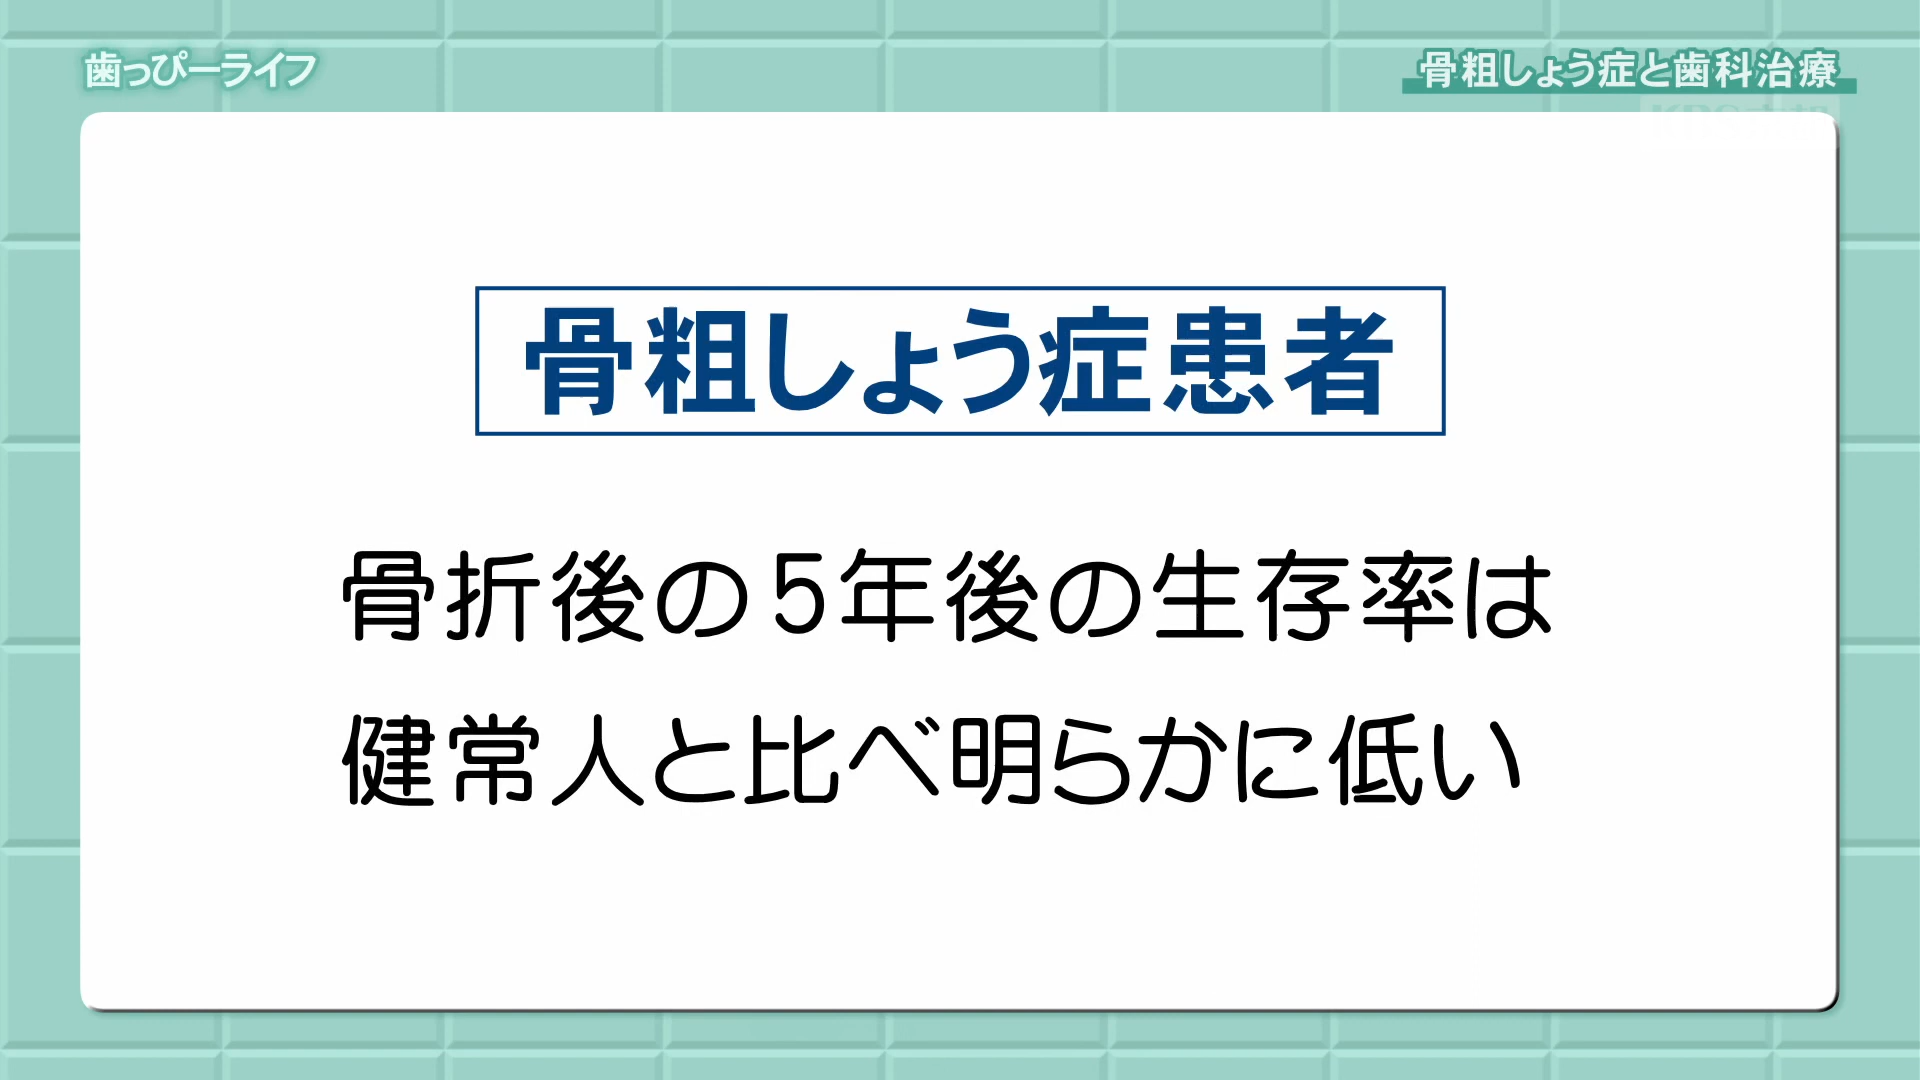 歯っぴーライフ
骨粗しょう症と歯科治療
骨粗しょう症患者
骨折後の5年後の生存率は
健常人と比べ明らかに低い